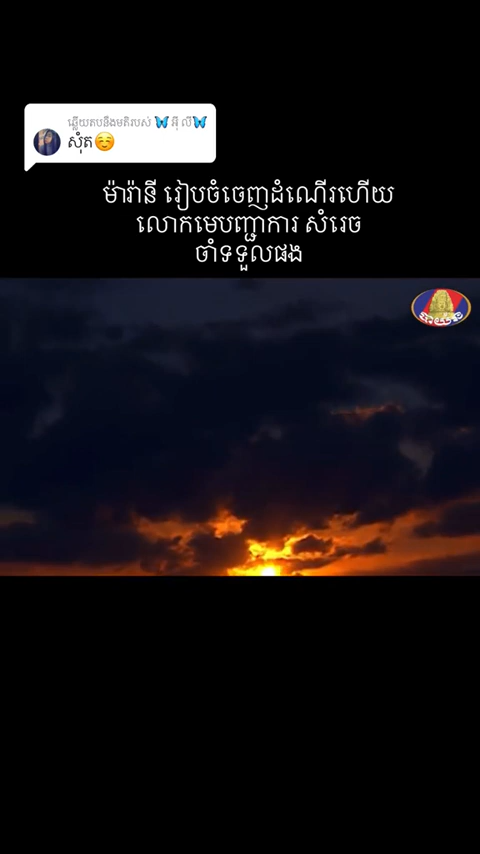 ឆ្លើយតបនឹងមតិរបស់ 🦋 អុី លី🦋
សុំត☺️
ម៉ារ៉ានី រៀបចំចេញដំណើរហើយ
លោកមេបញ្ជាការ សំរេច
ចាំទទួលផង